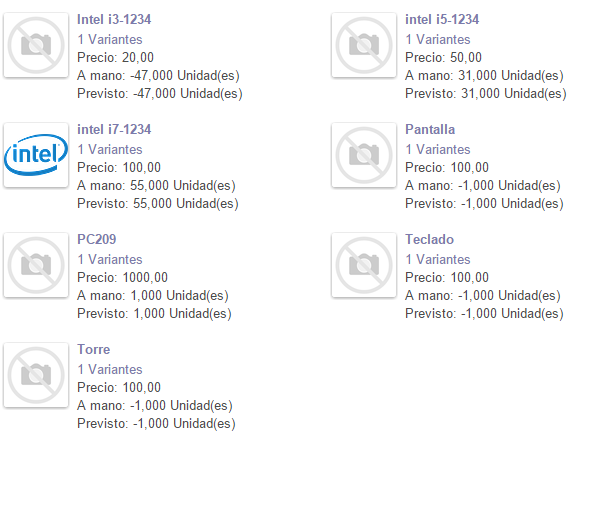 Intel i3-1234
1 Variantes
Precio: 20,00
A mano: -47,000 Unidad(es)
Previsto: -47,000 Unidad(es)
intel i5-1234
1 Variantes
Precio: 50,00
A mano: 31,000 Unidad(es)
Previsto: 31,000 Unidad(es)
intel
intel i7-1234
1 Variantes
Precio: 100,00
A mano: 55,000 Unidad(es)
Previsto: 55,000 Unidad(es)
Pantalla
1 Variantes
Precio: 100,00
A mano: -1,000 Unidad(es)
Previsto: -1,000 Unidad(es)
PC209
1 Variantes
Precio: 1000,00
A mano: 1,000 Unidad(es)
Previsto: 1,000 Unidad(es)
Teclado
1 Variantes
Precio: 100,00
A mano: -1,000 Unidad(es)
Previsto: -1,000 Unidad(es)
Torre
1 Variantes
Precio: 100,00
A mano: -1,000 Unidad(es)
Previsto: -1,000 Unidad(es)